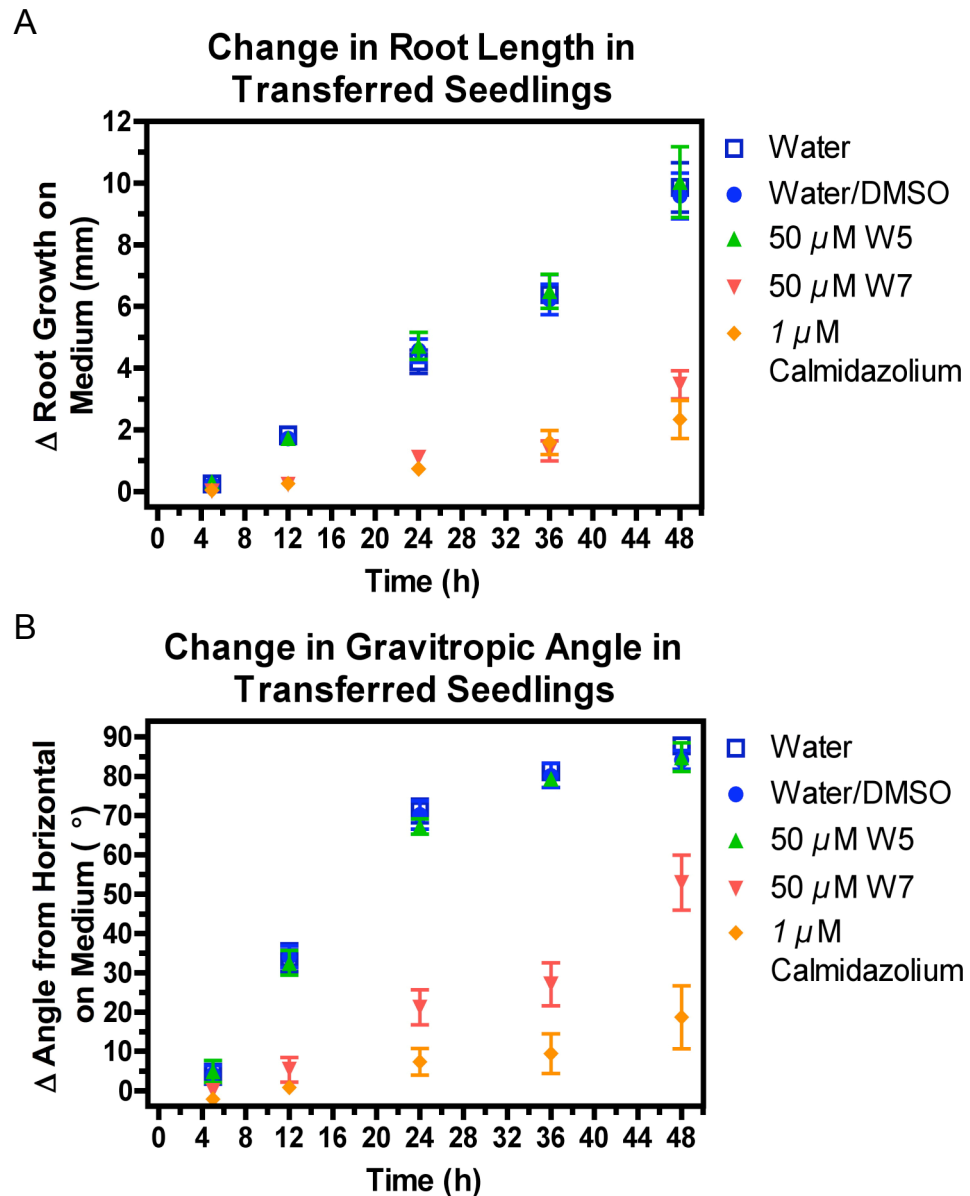 A
Change in Root Length in
Transferred Seedlings
Δ Root Growth on
Medium (mm)
12
10
8
6
4
2
0
0 4 8 12 16 20 24 28 32 36 40 44 48
Time (h)
Water
Water/DMSO
50 µM W5
50 µM W7
1 µM
Calmidazolium
B
Change in Gravitropic Angle in
Transferred Seedlings
Δ Angle from Horizontal
on Medium ( °)
90
80
70
60
50
40
30
20
10
0
0 4 8 12 16 20 24 28 32 36 40 44 48
Time (h)
Water
Water/DMSO
50 µM W5
50 µM W7
1 µM
Calmidazolium